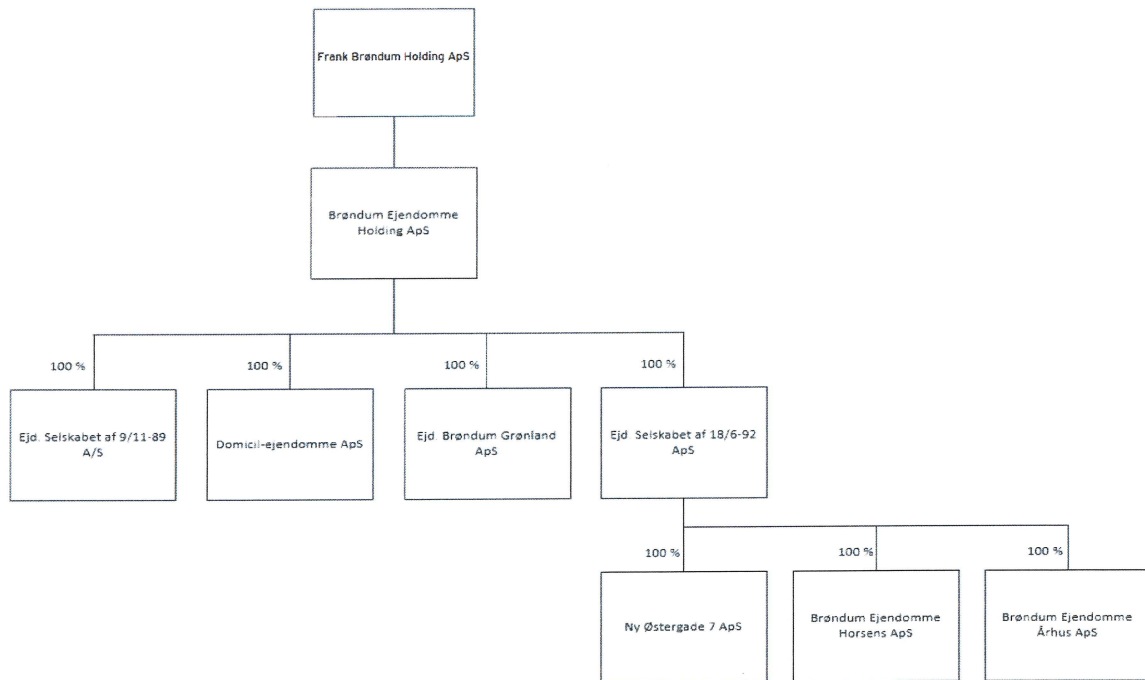 Frank Brøndum Holding ApS
Brøndum Ejendomme
Holding ApS
100 %
100 %
100 %
100 %
Ejd. Selskabet af 9/11-89
A/S
Domicil-ejendomme ApS
Ejd. Brøndum Grønland
ApS
Ejd. Selskabet af 18/6-92
ApS
100 %
100 %
100 %
Ny Østergade 7 ApS
Brøndum Ejendomme
Horsens ApS
Brøndum Ejendomme
Århus ApS